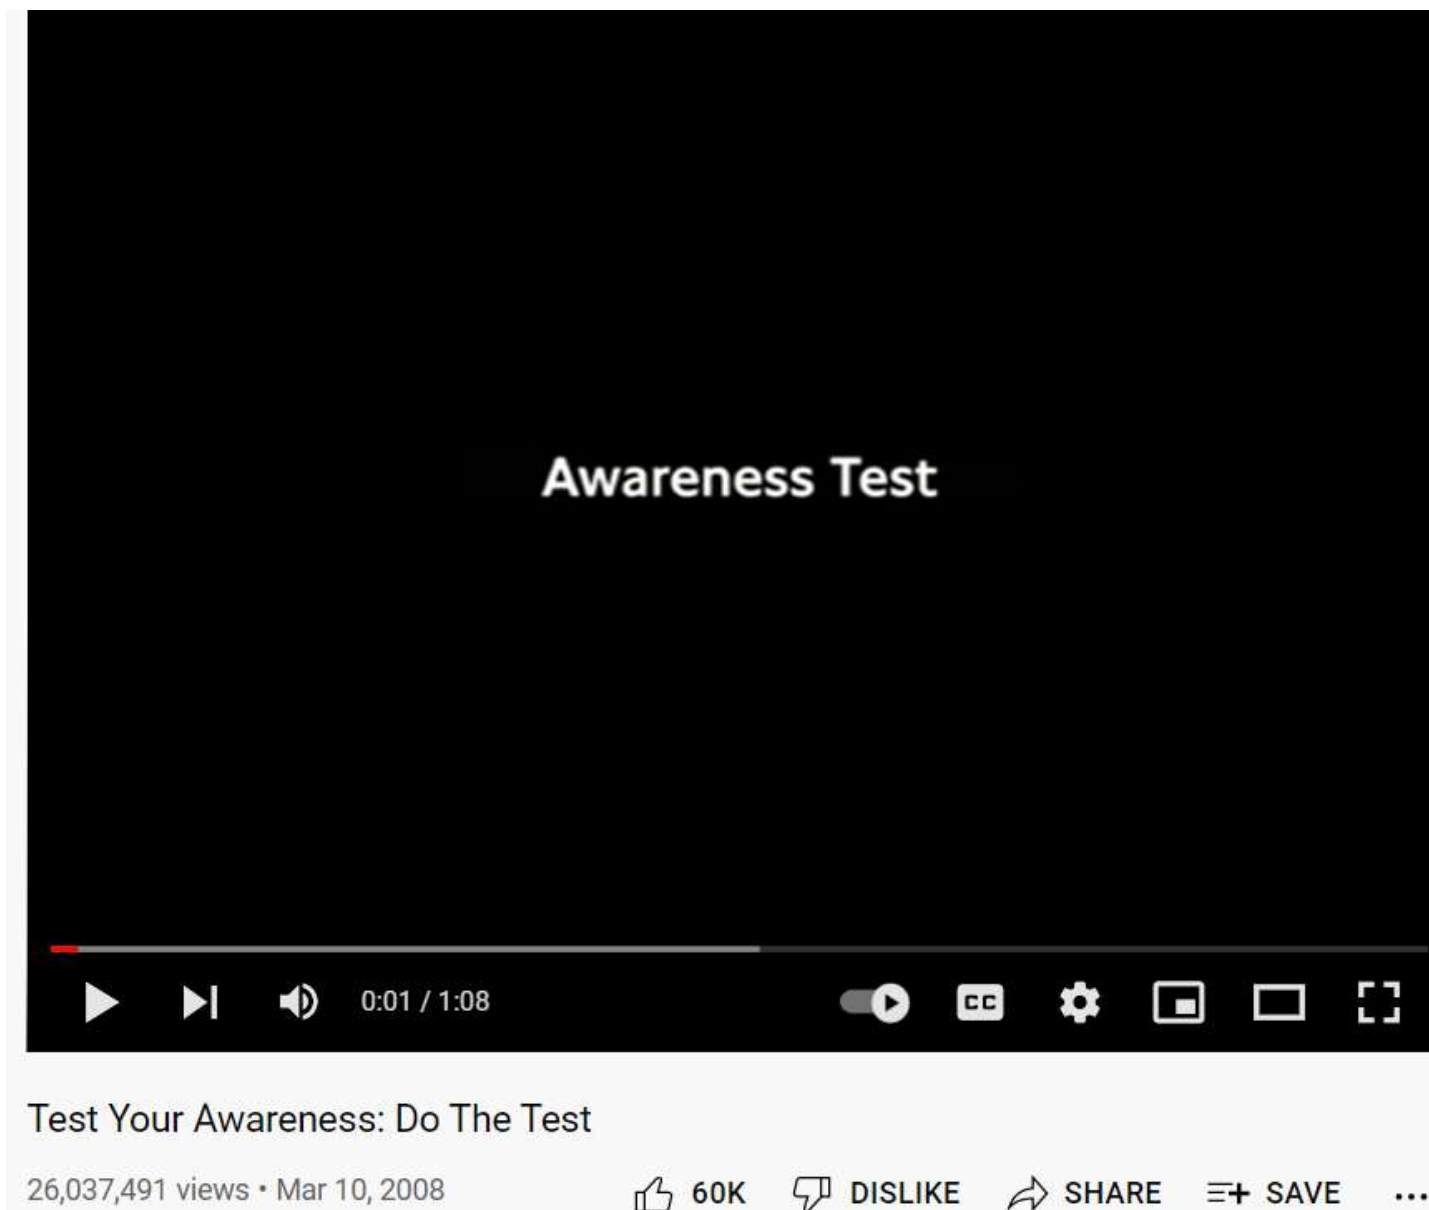 Awareness Test
0:01 / 1:08
CC
Test Your Awareness: Do The Test
26,037,491 views • Mar 10, 2008 60K DISLIKE SHARE SAVE